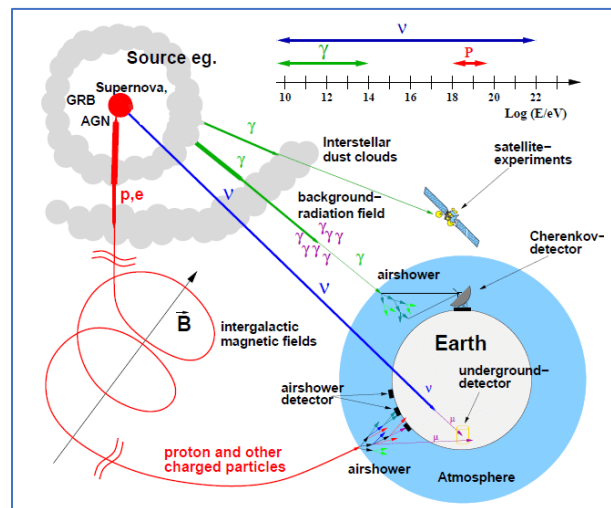 ν
γ
P
10 12 14 16 18 20 22
Log (E/eV)
Source eg.
Supernova,
GRB
AGN
p,e
γ
Interstellar
dust clouds
satellite–
experiments
γ
background–
radiation field
ν
γγγ
γγγ
γ
Cherenkov–
detector
airshower
ν
B
intergalactic
magnetic fields
Earth
underground–
detector
airshower
detector
ν
μ
μ
proton and other
charged particles
airshower
Atmosphere